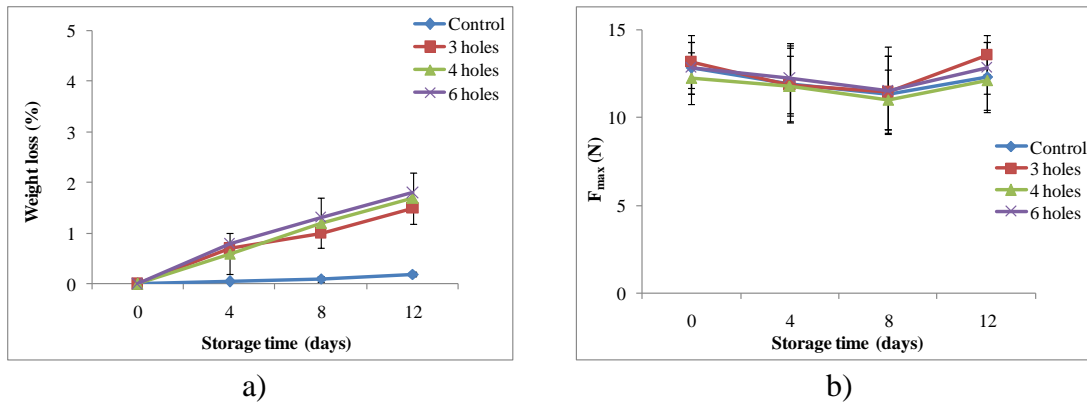 5
4
3
2
1
0
Weight loss (%)
0 4 8 12
Storage time (days)
Control
3 holes
4 holes
6 holes
a)
15
10
5
0
Fmax (N)
0 4 8 12
Storage time (days)
Control
3 holes
4 holes
6 holes
b)